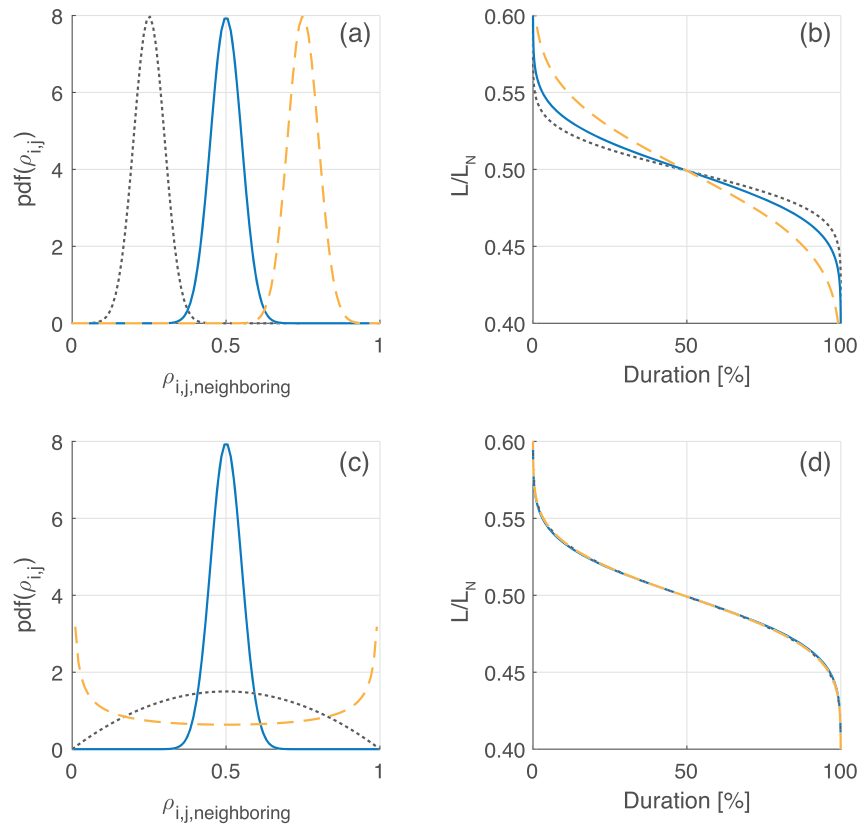 (a)
pdf(ρi,j)
8
6
4
2
0
0 0.5 1
ρi,j,neighboring
(b)
L/LN
0.60
0.55
0.50
0.45
0.40
0 50 100
Duration [%]
(c)
pdf(ρi,j)
8
6
4
2
0
0 0.5 1
ρi,j,neighboring
(d)
L/LN
0.60
0.55
0.50
0.45
0.40
0 50 100
Duration [%]